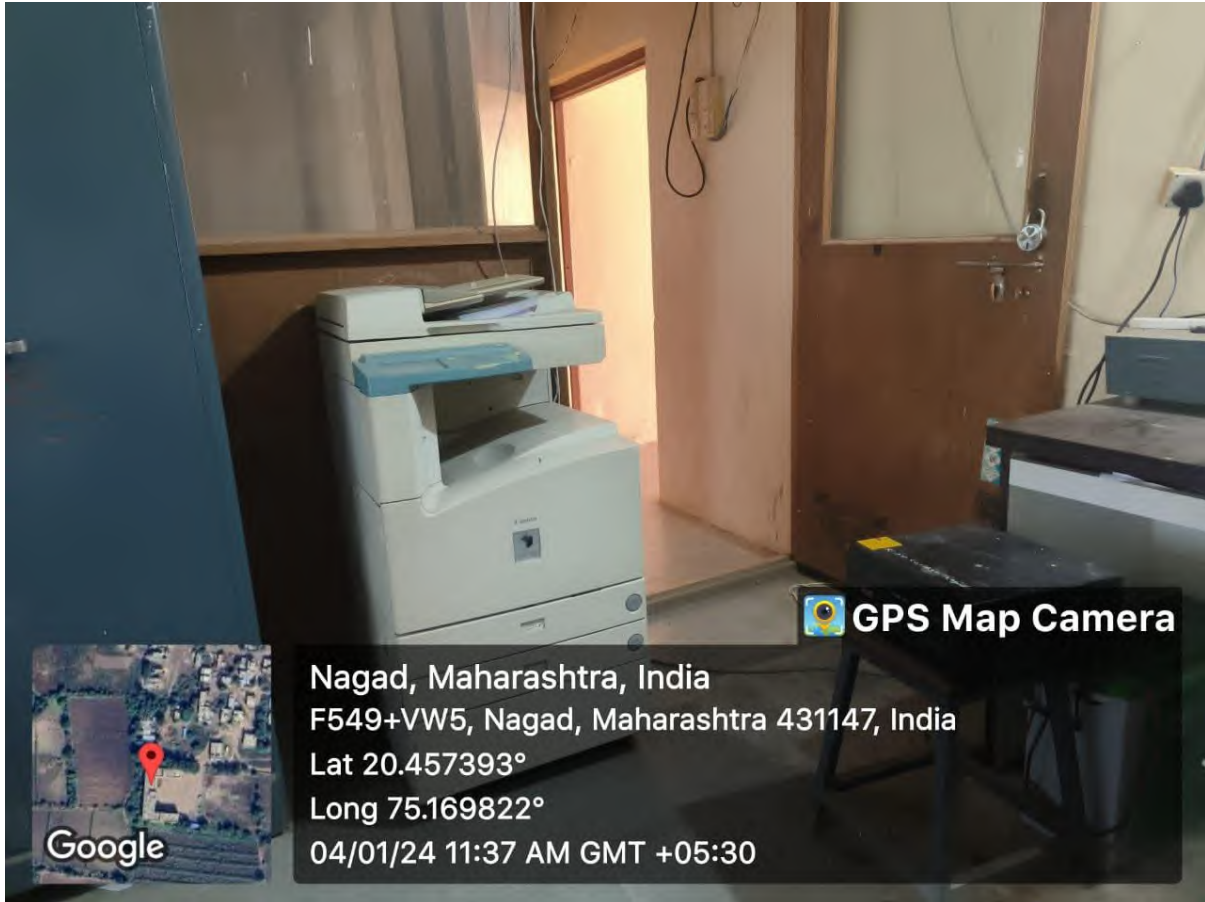 GPS Map Camera
Nagad, Maharashtra, India
F549+VW5, Nagad, Maharashtra 431147, India
Lat 20.457393°
Long 75.169822°
04/01/24 11:37 AM GMT +05:30
Google